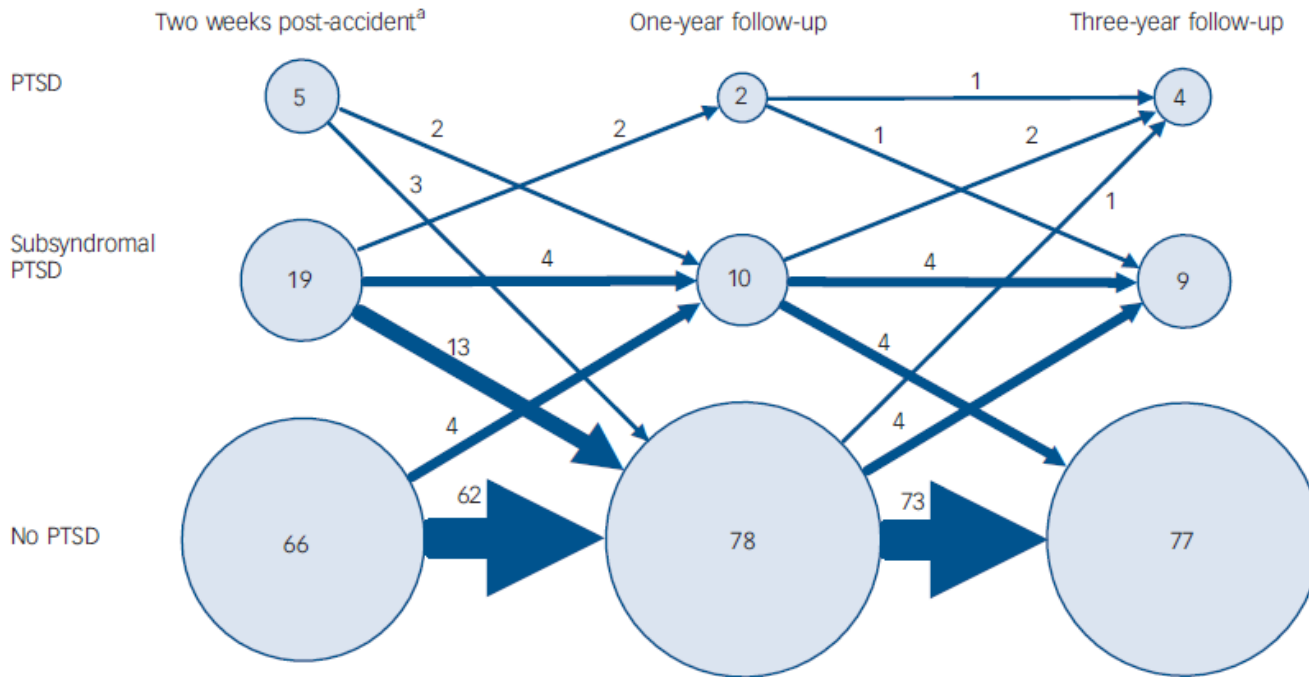 Two weeks post-accidentᵃ One-year follow-up Three-year follow-up
PTSD 5 2 4
2 2 1
3 1 2
1
Subsyndromal
PTSD
19 4 10 4 9
13 4
4 4
62 73
No PTSD 66 78 77